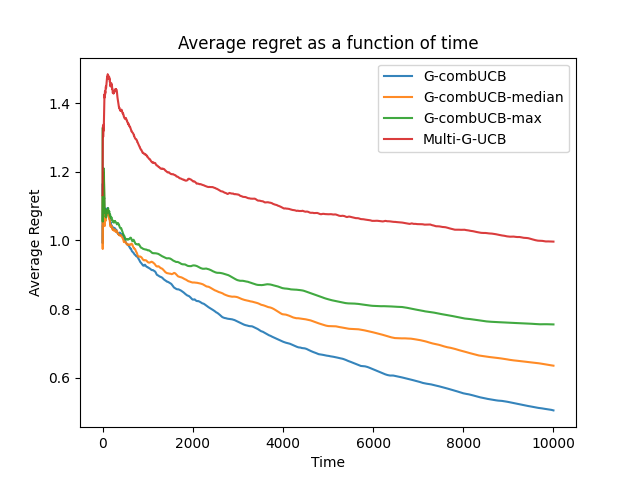 Average regret as a function of time
G-combUCB
G-combUCB-median
G-combUCB-max
Multi-G-UCB
Average Regret
1.4
1.2
1.0
0.8
0.6
0
2000
4000
6000
8000
10000
Time